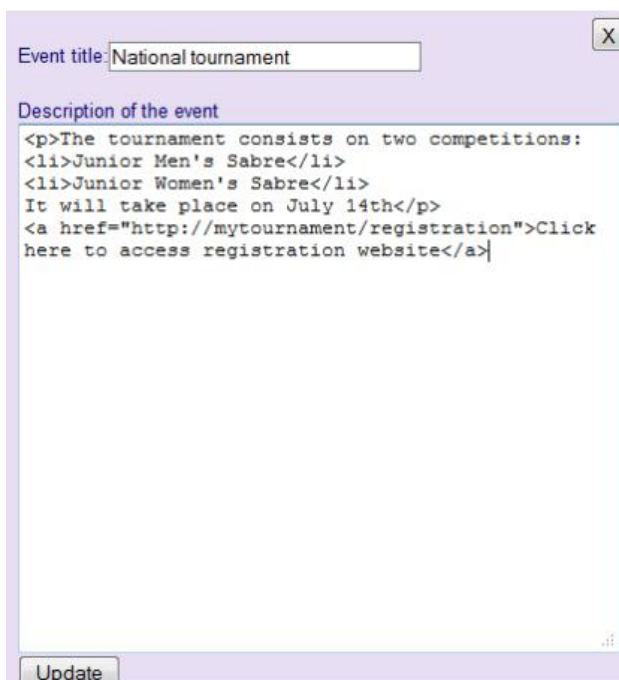 X
Event title: National tournament
Description of the event
<p>The tournament consists on two competitions:
<li>Junior Men's Sabre</li>
<li>Junior Women's Sabre</li>
It will take place on July 14th</p>
<a href="http://mytournament/registration">Click
here to access registration website</a>
Update